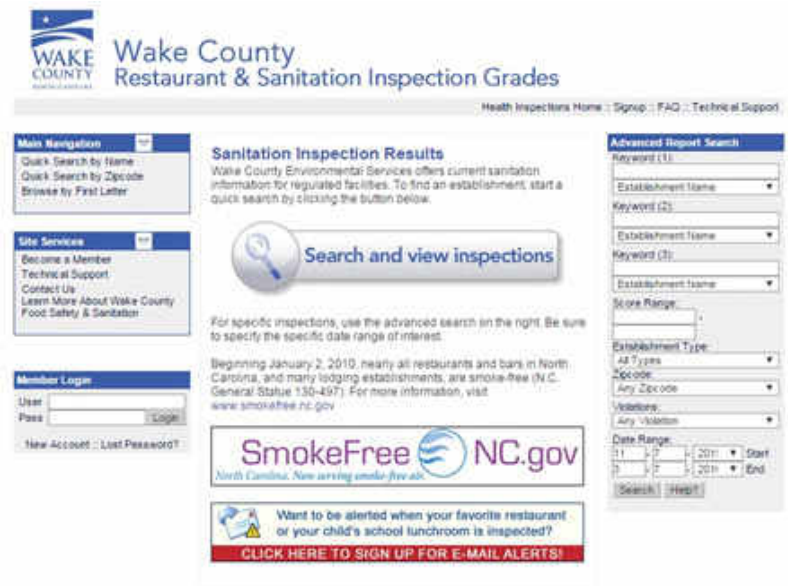 WAKE
COUNTY
NORTH CAROLINA
Wake County
Restaurant & Sanitation Inspection Grades
Health Inspections Home :: Signup :: FAQ :: Technical Support
Main Navigation
Quick Search by Name
Quick Search by Zipcode
Browse by First Letter
Site Services
Become a Member
Technical Support
Contact Us
Learn More About Wake County
Food Safety & Sanitation
Member Login
User
Pass
Login
New Account :: Lost Password?
Sanitation Inspection Results
Wake County Environmental Services offers current sanitation
information for regulated facilities. To find an establishment, start a
quick search by clicking the button below.
Search and view inspections
For specific inspections, use the advanced search on the right. Be sure
to specify the specific date range of interest.
Beginning January 2, 2010, nearly all restaurants and bars in North
Carolina, and many lodging establishments, are smoke-free (N.C.
General Statue 130-497). For more information, visit
www.smokefree.nc.gov
SmokeFree NC.gov
North Carolina. Now serving smoke-free air.
Want to be alerted when your favorite restaurant
or your child's school lunchroom is inspected?
CLICK HERE TO SIGN UP FOR E-MAIL ALERTS!
Advanced Report Search
Keyword (1):
Establishment Name
Keyword (2):
Establishment Name
Keyword (3):
Establishment Name
Score Range:
-
Establishment Type:
All Types
Zipcode:
Any Zipcode
Violations:
Any Violation
Date Range:
11 - 7 - Start
7 - End
Search Help?